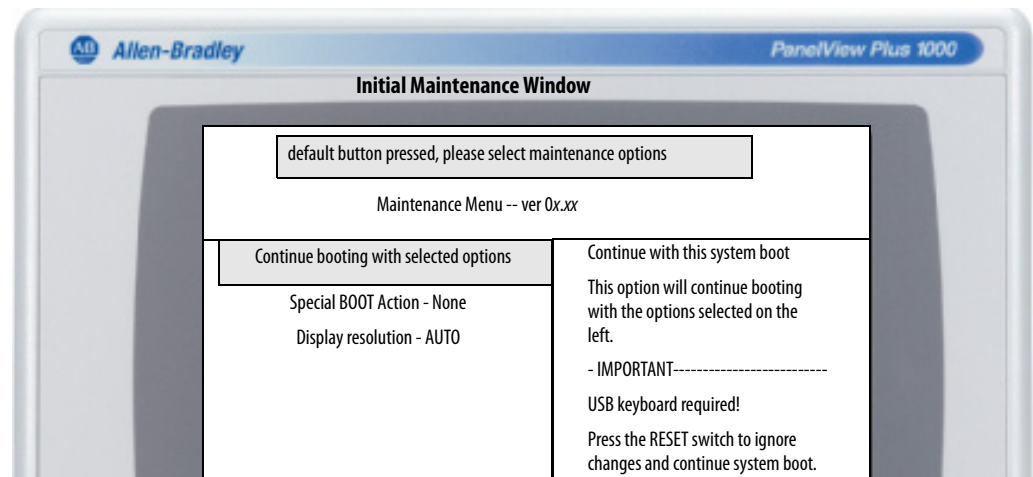 Allen-Bradley
PanelView Plus 1000
Initial Maintenance Window
default button pressed, please select maintenance options
Maintenance Menu -- ver 0x.xx
Continue booting with selected options
Special BOOT Action - None
Display resolution - AUTO
Continue with this system boot
This option will continue booting
with the options selected on the
left.
- IMPORTANT--------------------------
USB keyboard required!
Press the RESET switch to ignore
changes and continue system boot.